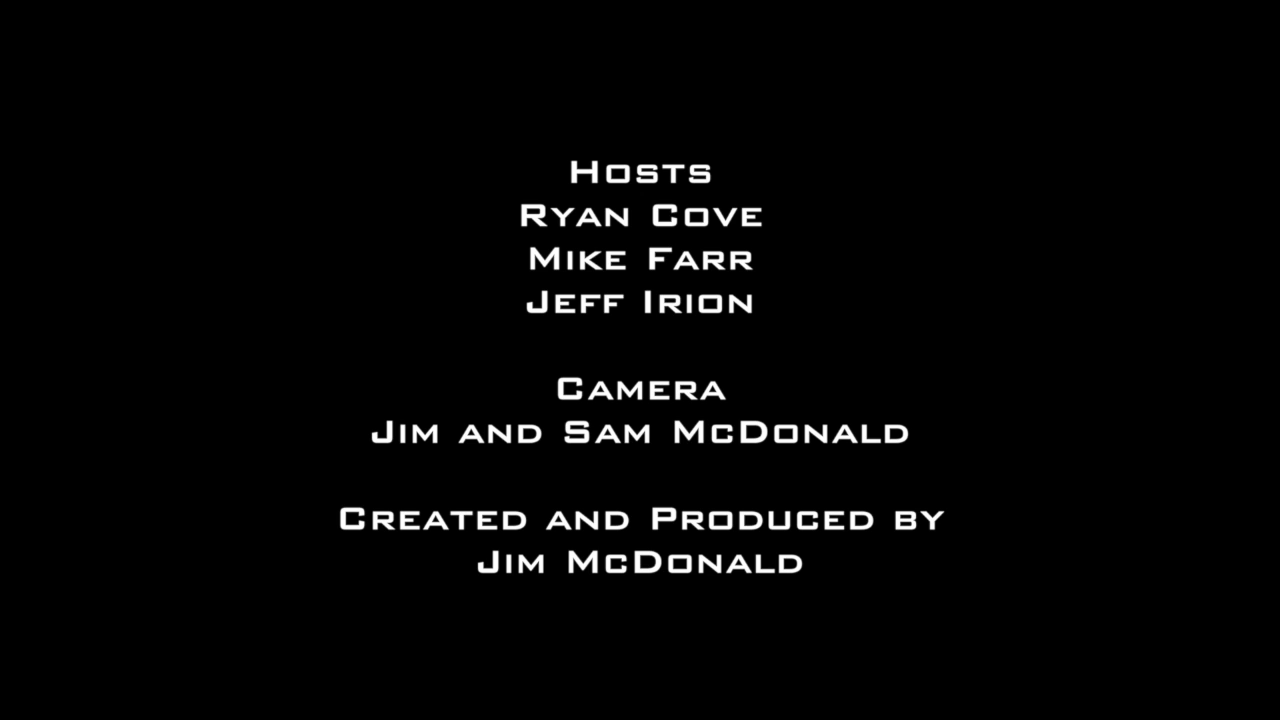 Hosts
Ryan Cove
Mike Farr
Jeff Irion
Camera
Jim and Sam McDonald
Created and Produced by
Jim McDonald